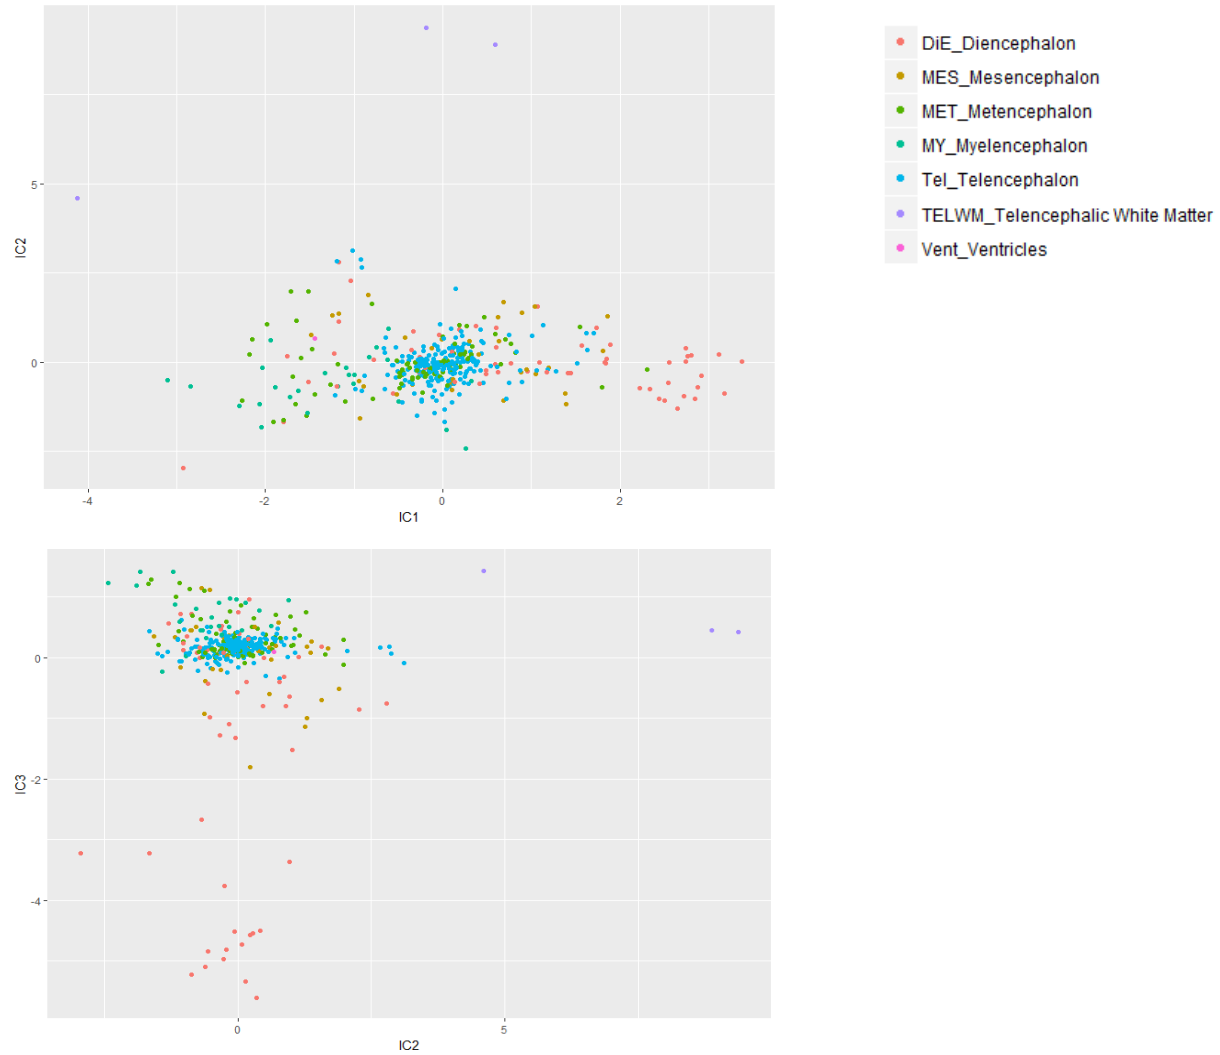 IC2
5
0
-4
-2
0
2
IC1
DiE_Diencephalon
MES_Mesencephalon
MET_Metencephalon
MY_Myelencephalon
Tel_Telencephalon
TELWM_Telencephalic White Matter
Vent_Ventricles
IC3
0
-2
-4
0
5
IC2